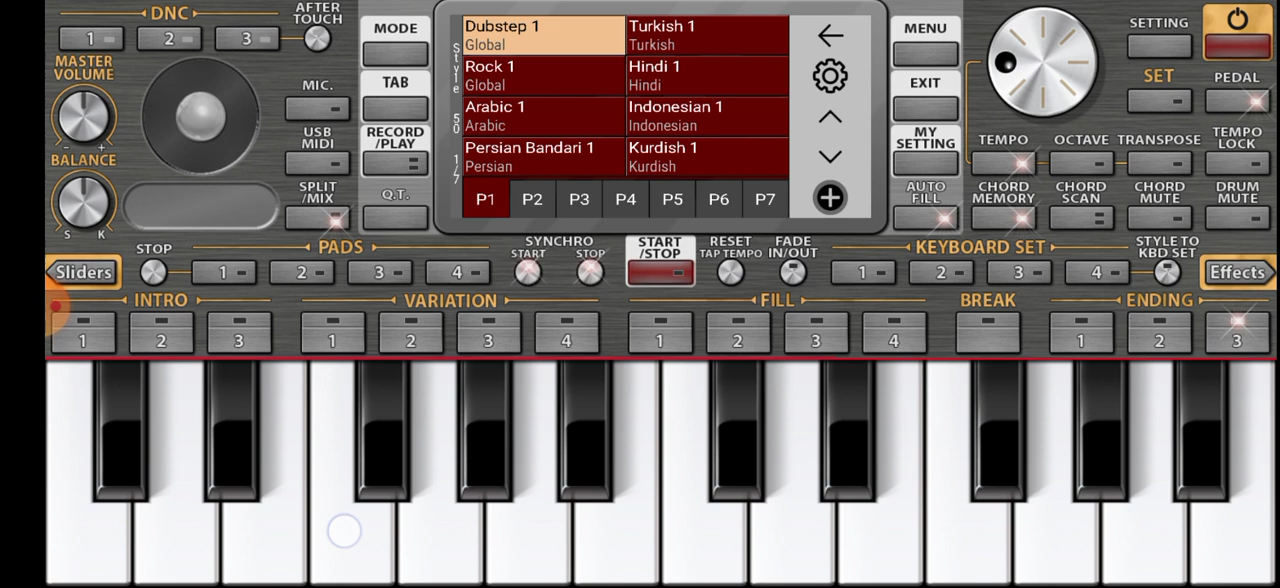 DNC
AFTER
TOUCH
1
2
3
MASTER
VOLUME
- +
BALANCE
S K
MIC.
USB
MIDI
SPLIT
/MIX
MODE
TAB
RECORD
/PLAY
Q.T.
Style 50 1/7
Dubstep 1
Global
Turkish 1
Turkish
Rock 1
Global
Hindi 1
Hindi
Arabic 1
Arabic
Indonesian 1
Indonesian
Persian Bandari 1
Persian
Kurdish 1
Kurdish
P1 P2 P3 P4 P5 P6 P7
MENU
EXIT
MY
SETTING
AUTO
FILL
SETTING
SET
PEDAL
TEMPO
OCTAVE
TRANSPOSE
TEMPO
LOCK
CHORD
MEMORY
CHORD
SCAN
CHORD
MUTE
DRUM
MUTE
Sliders
STOP
PADS
1
2
3
4
SYNCHRO
START STOP
START
/STOP
RESET
TAP TEMPO
FADE
IN/OUT
KEYBOARD SET
1
2
3
4
STYLE TO
KBD SET
Effects
INTRO
1
2
3
VARIATION
1
2
3
4
FILL
1
2
3
4
BREAK
ENDING
1
2
3